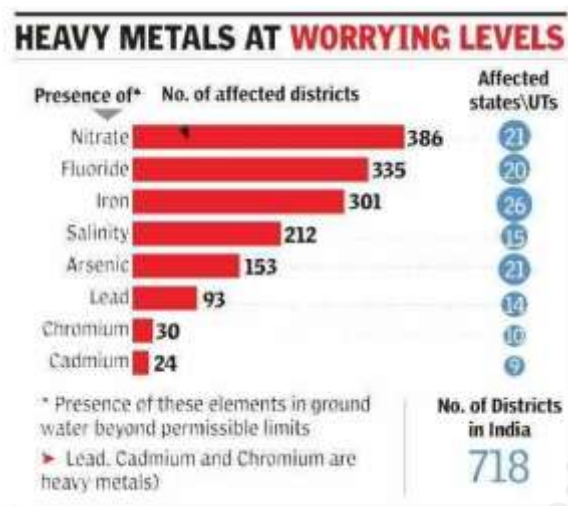 HEAVY METALS AT WORRYING LEVELS
Presence of* No. of affected districts Affected states\UTs
Nitrate 386 21
Fluoride 335 20
Iron 301 26
Salinity 212 15
Arsenic 153 21
Lead 93 14
Chromium 30 10
Cadmium 24 9
* Presence of these elements in ground
water beyond permissible limits
➤ Lead. Cadmium and Chromium are
heavy metals)
No. of Districts
in India
718